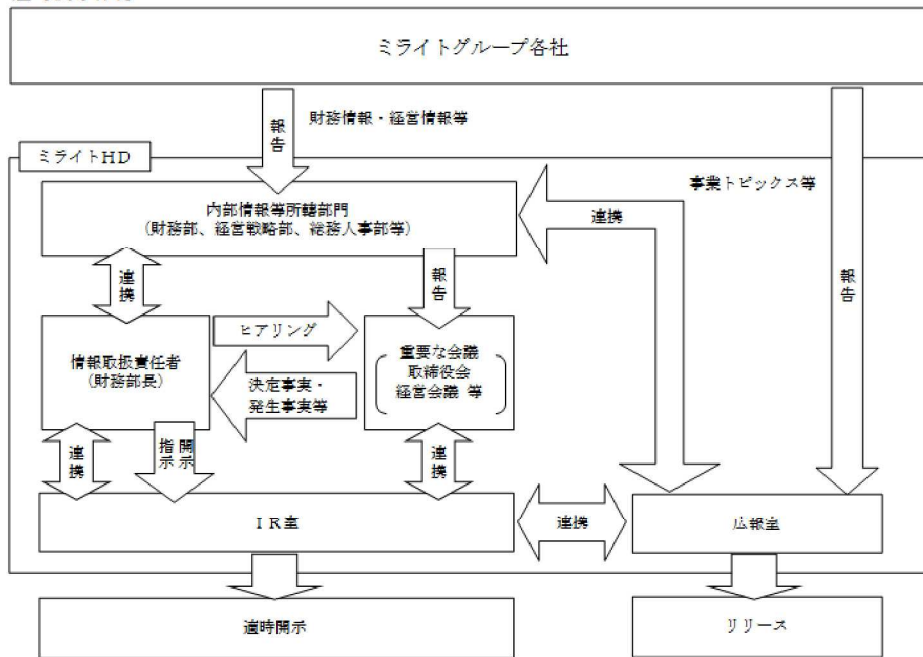 ミライトグループ各社
報告
財務情報・経営情報等
ミライトHD
事業トピックス等
内部情報等所轄部門
（財務部、経営戦略部、総務人事部等）
連携
連携
報告
報告
ヒアリング
情報取扱責任者
（財務部長）
重要な会議
取締役会
経営会議 等
決定事実・
発生事実等
連携
開示
指示
連携
ＩＲ室
連携
広報室
適時開示
リリース